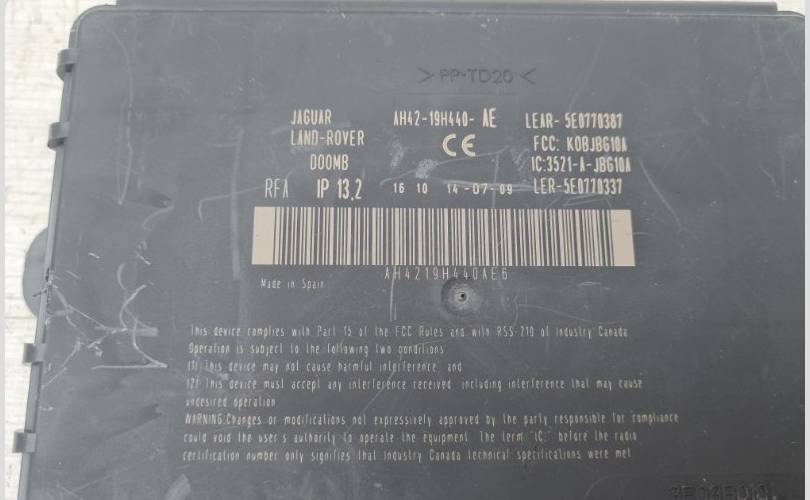 >PP-TD20<
JAGUAR AH42-19H440- AE LEAR- 5E0770387
LAND-ROVER CE FCC: KOBJBG10A
D00MB IC:3521-A-JBG10A
RFA IP 13.2 16 10 14-07-09 LER-5E0770337
AH4219H440AE6
Made in Spain
This device complies with Part 15 of the FCC Rules and with RSS-210 of Industry Canada
Operation is subject to the following two conditions
(1) This device may not cause harmful interference, and
(2) This device must accept any interference received including interference that may cause
undesired operation
WARNING:Changes or modifications not expressively approved by the party responsible for compliance
could void the user's authority to operate the equipment. The term "IC:" before the radio
certification number only signifies that Industry Canada technical specifications were met